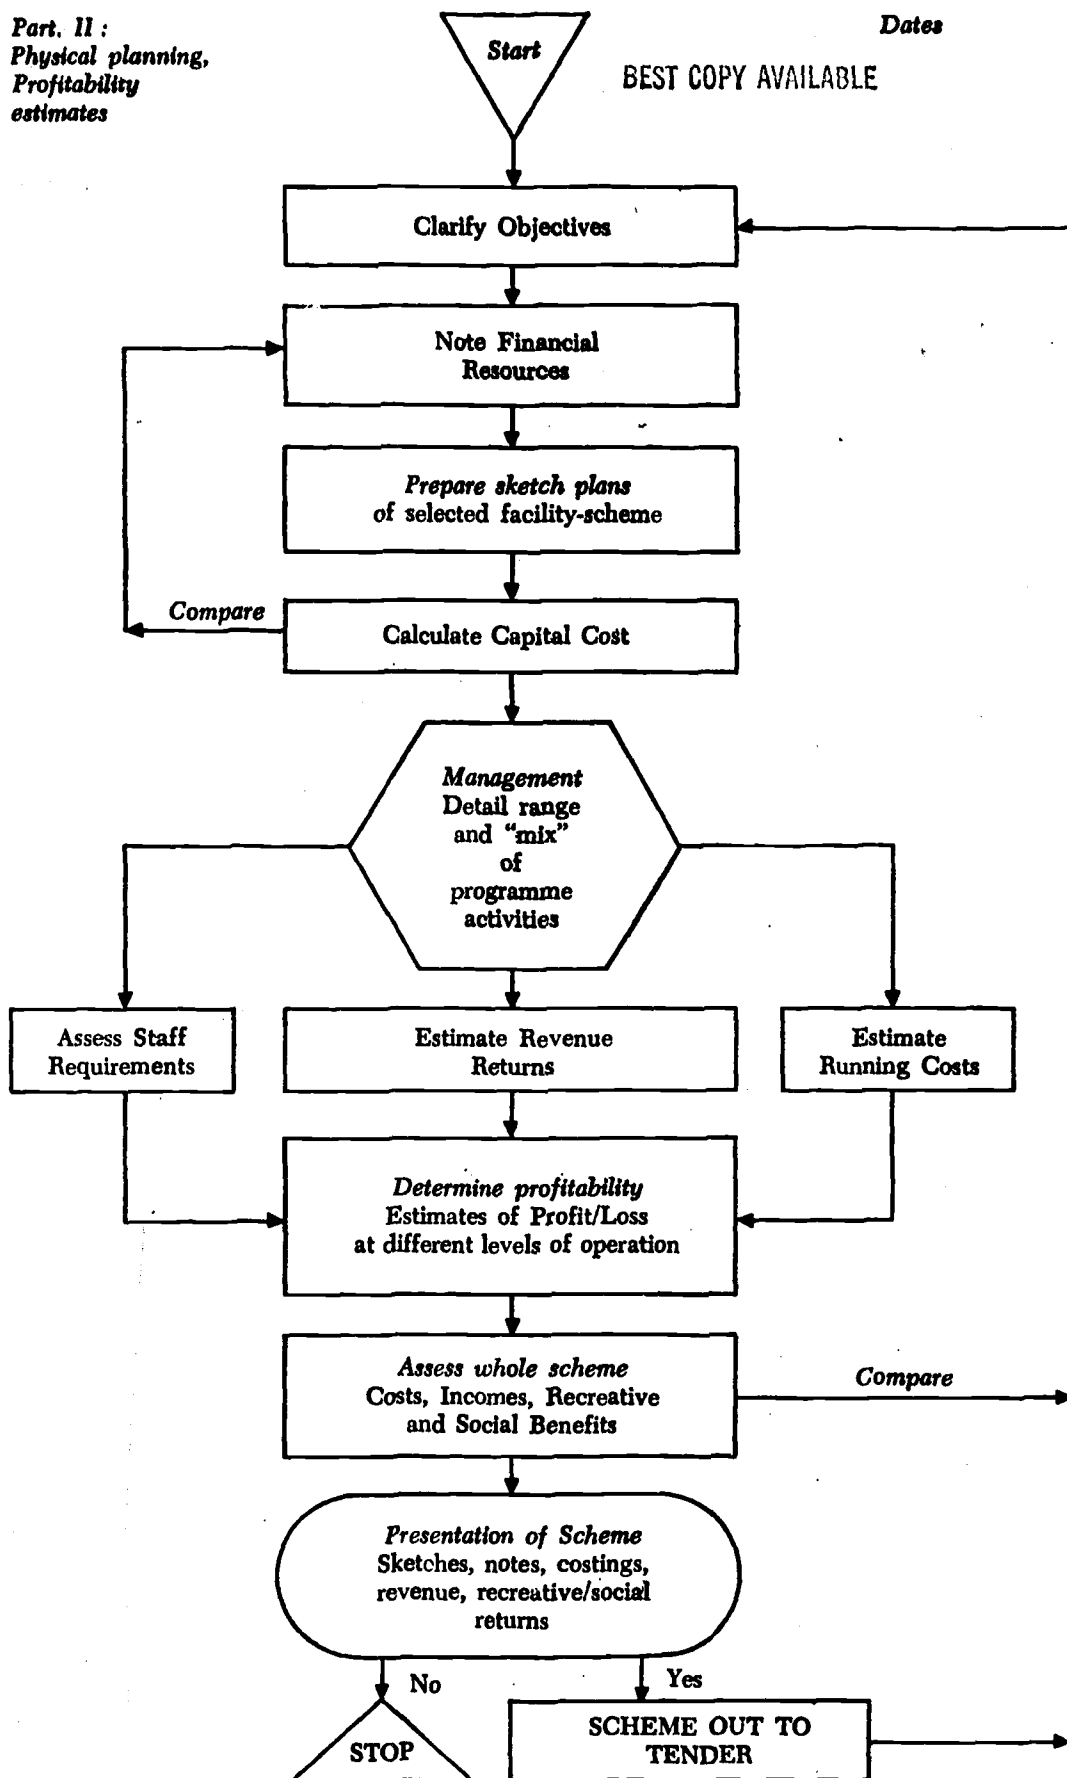 Part. II :
Physical planning,
Profitability
estimates
Start
Dates
BEST COPY AVAILABLE
Clarify Objectives
Note Financial
Resources
Prepare sketch plans
of selected facility-scheme
Compare
Calculate Capital Cost
Management
Detail range
and “mix”
of
programme
activities
Assess Staff
Requirements
Estimate Revenue
Returns
Estimate
Running Costs
Determine profitability
Estimates of Profit/Loss
at different levels of operation
Assess whole scheme
Costs, Incomes, Recreative
and Social Benefits
Compare
Presentation of Scheme
Sketches, notes, costings,
revenue, recreative/social
returns
No
Yes
STOP
SCHEME OUT TO
TENDER